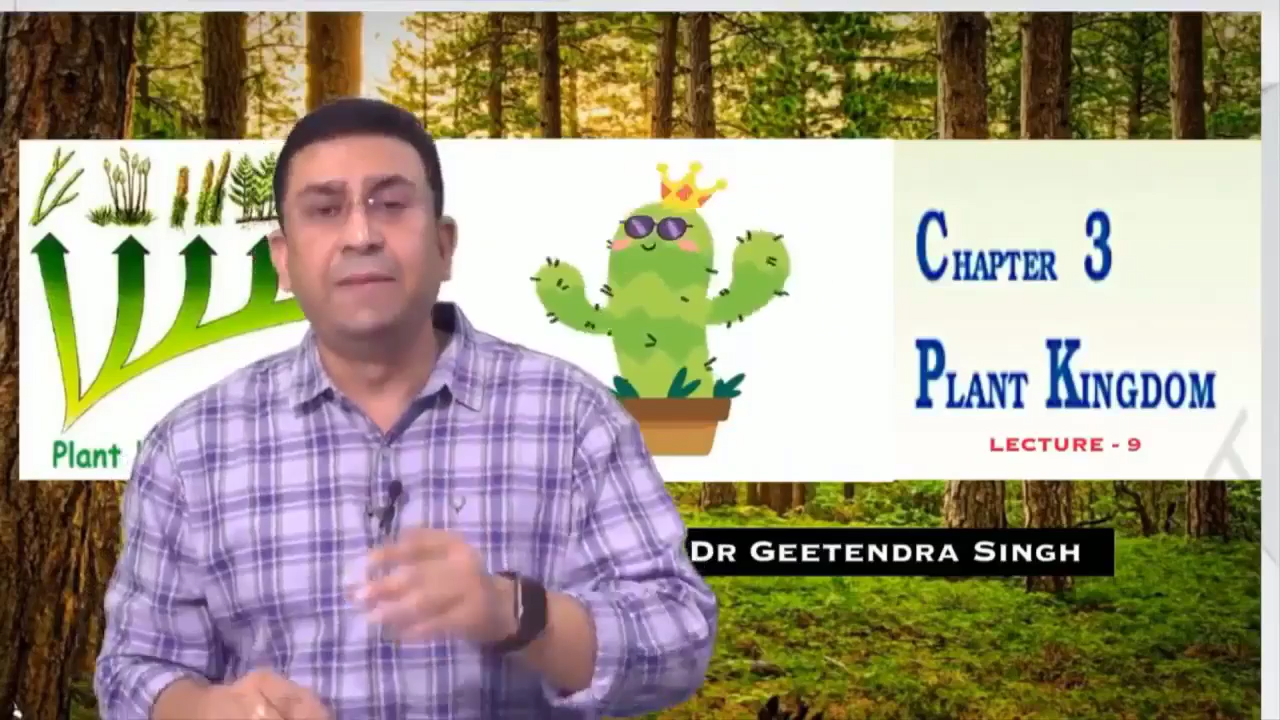 Plant
CHAPTER 3
PLANT KINGDOM
LECTURE - 9
DR GEETENDRA SINGH